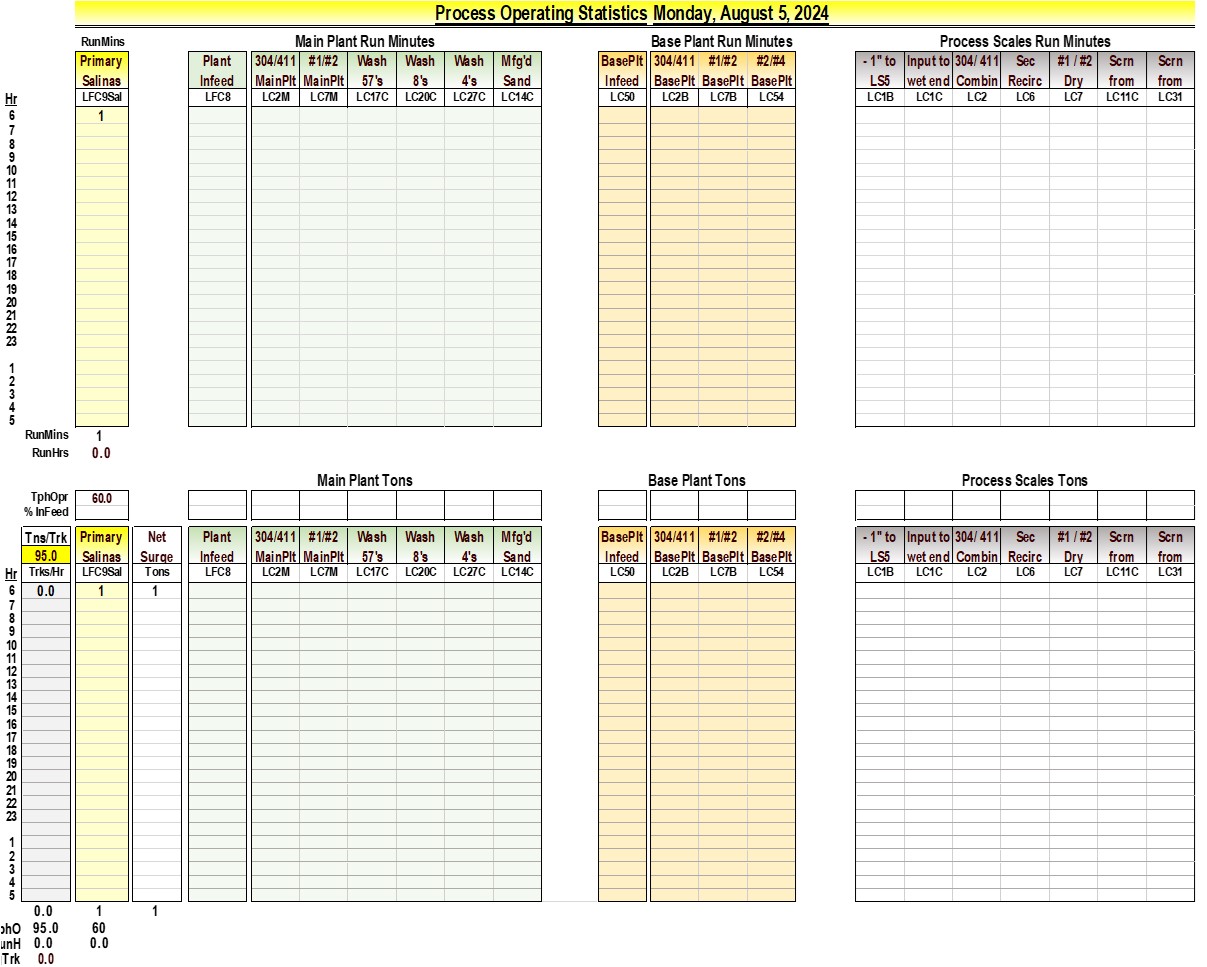 Process Operating Statistics Monday, August 5, 2024
RunMins Main Plant Run Minutes Base Plant Run Minutes Process Scales Run Minutes
Primary Plant 304/411 #1/#2 Wash Wash Wash Mfg'd BasePlt 304/411 #1/#2 #2/#4 - 1" to Input to 304/ 411 Sec #1 / #2 Scrn Scrn
Salinas Infeed MainPlt MainPlt 57's 8's 4's Sand Infeed BasePlt BasePlt BasePlt LS5 wet end Combin Recirc Dry from from
Hr LFC9Sal LFC8 LC2M LC7M LC17C LC20C LC27C LC14C LC50 LC2B LC7B LC54 LC1B LC1C LC2 LC6 LC7 LC11C LC31
6 1
7
8
9
10
11
12
13
14
15
16
17
18
19
20
21
22
23
1
2
3
4
5
RunMins 1
RunHrs 0.0
Main Plant Tons Base Plant Tons Process Scales Tons
TphOpr 60.0
% InFeed
Tns/Trk Primary Net Plant 304/411 #1/#2 Wash Wash Wash Mfg'd BasePlt 304/411 #1/#2 #2/#4 - 1" to Input to 304/ 411 Sec #1 / #2 Scrn Scrn
95.0 Salinas Surge Infeed MainPlt MainPlt 57's 8's 4's Sand Infeed BasePlt BasePlt BasePlt LS5 wet end Combin Recirc Dry from from
Hr Trks/Hr LFC9Sal Tons LFC8 LC2M LC7M LC17C LC20C LC27C LC14C LC50 LC2B LC7B LC54 LC1B LC1C LC2 LC6 LC7 LC11C LC31
6 0.0 1 1
7
8
9
10
11
12
13
14
15
16
17
18
19
20
21
22
23
1
2
3
4
5
0.0 1 1
phO 95.0 60
unH 0.0 0.0
Trk 0.0